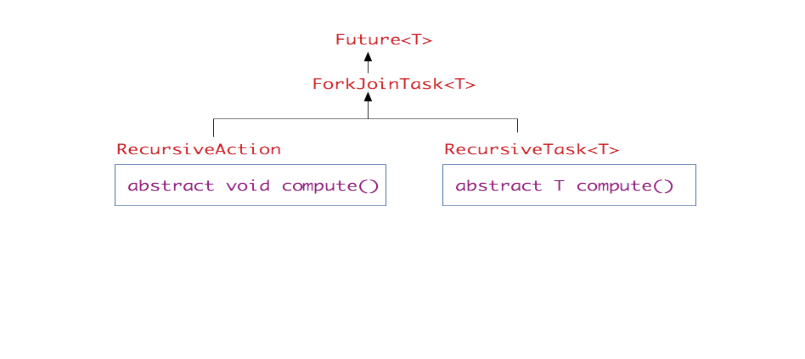 Future<T>
ForkJoinTask<T>
RecursiveAction
RecursiveTask<T>
abstract void compute()
abstract T compute()